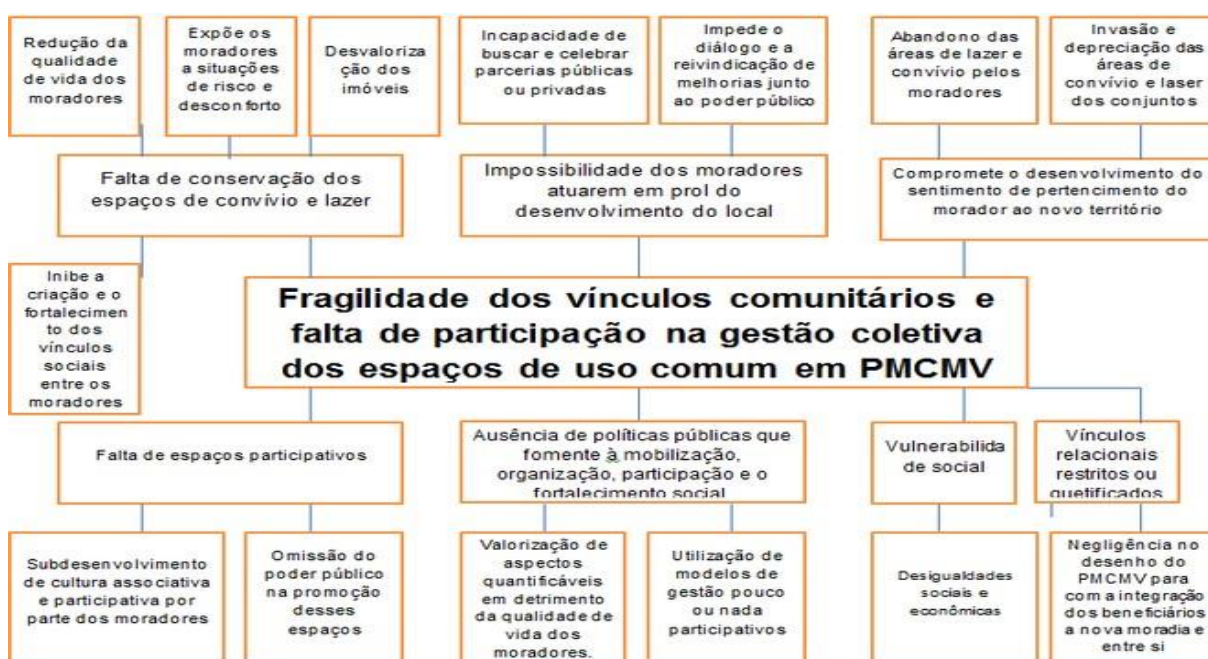 Redução da
qualidade
de vida dos
moradores
Expõe os
moradores
a situações
de risco e
desconforto
Desvaloriza
ção dos
imóveis
Incapacidade de
buscar e celebrar
parcerias públicas
ou privadas
Impede o
diálogo e a
reivindicação de
melhorias junto
ao poder público
Abandono das
áreas de lazer e
convívio pelos
moradores
Invasão e
depreciação das
áreas de
convívio e laser
dos conjuntos
Falta de conservação dos
espaços de convívio e lazer
Impossibilidade dos moradores
atuarem em prol do
desenvolvimento do local
Compromete o desenvolvimento do
sentimento de pertencimento do
morador ao novo território
Inibe a
criação e o
fortalecimen
to dos
vínculos
sociais
entre os
moradores
Fragilidade dos vínculos comunitários e
falta de participação na gestão coletiva
dos espaços de uso comum em PMCMV
Falta de espaços participativos
Ausência de políticas públicas que
fomente à mobilização,
organização, participação e o
fortalecimento social
Vulnerabilida
de social
Vínculos
relacionais
restritos ou
guetificados
Subdesenvolvimento
de cultura associativa
e participativa por
parte dos moradores
Omissão do
poder público
na promoção
desses
espaços
Valorização de
aspectos
quantificáveis
em detrimento
da qualidade de
vida dos
moradores.
Utilização de
modelos de
gestão pouco
ou nada
participativos
Desigualdades
sociais e
econômicas
Negligência no
desenho do
PMCMV para
com a integração
dos beneficiários
a nova moradia e
entre si